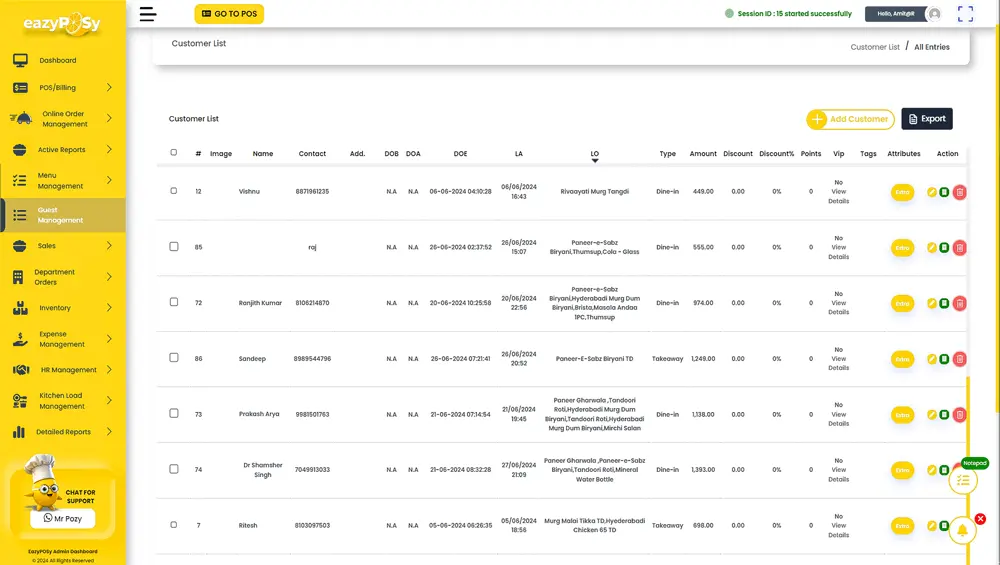 eazyPOSy
GO TO POS
Session ID : 15 started successfully
Hello, Amit@R
Customer List
Customer List / All Entries
Dashboard
POS/Billing
Online Order
Management
Active Reports
Menu
Management
Guest
Management
Sales
Department
Orders
Inventory
Expense
Management
HR Management
Kitchen Load
Management
Detailed Reports
CHAT FOR
SUPPORT
Mr Pozy
EazyPOSy Admin Dashboard
© 2024 All Rights Reserved
Customer List
Add Customer
Export
# Image Name Contact Add. DOB DOA DOE LA LO Type Amount Discount Discount% Points Vip Tags Attributes Action
12 Vishnu 8871961235 N.A N.A 06-06-2024 04:10:28 06/06/2024 16:43 Rivaayati Murg Tangdi Dine-in 449.00 0.00 0% 0 No View Details Extra
85 raj N.A N.A 26-06-2024 02:37:52 26/06/2024 15:07 Paneer-e-Sabz Biryani,Thumsup,Cola - Glass Dine-in 555.00 0.00 0% 0 No View Details Extra
72 Ranjith Kumar 8106214870 N.A N.A 20-06-2024 10:25:58 20/06/2024 22:56 Paneer-e-Sabz Biryani,Hyderabadi Murg Dum Biryani,Brista,Masala Andaa 1PC,Thumsup Dine-in 974.00 0.00 0% 0 No View Details Extra
86 Sandeep 8989544796 N.A N.A 26-06-2024 07:21:41 26/06/2024 20:52 Paneer-E-Sabz Biryani TD Takeaway 1,249.00 0.00 0% 0 No View Details Extra
73 Prakash Arya 9981501763 N.A N.A 21-06-2024 07:14:54 21/06/2024 19:45 Paneer Gharwala ,Tandoori Roti,Hyderabadi Murg Dum Biryani,Tandoori Roti,Hyderabadi Murg Dum Biryani,Mirchi Salan Dine-in 1,138.00 0.00 0% 0 No View Details Extra
74 Dr Shamsher Singh 7049913033 N.A N.A 21-06-2024 08:32:28 27/06/2024 21:09 Paneer Gharwala ,Paneer-e-Sabz Biryani,Tandoori Roti,Mineral Water Bottle Dine-in 1,393.00 0.00 0% 0 No View Details Extra
7 Ritesh 8103097503 N.A N.A 05-06-2024 06:26:35 05/06/2024 18:56 Murg Malai Tikka TD,Hyederabadi Chicken 65 TD Takeaway 698.00 0.00 0% 0 No View Details Extra
Notepad